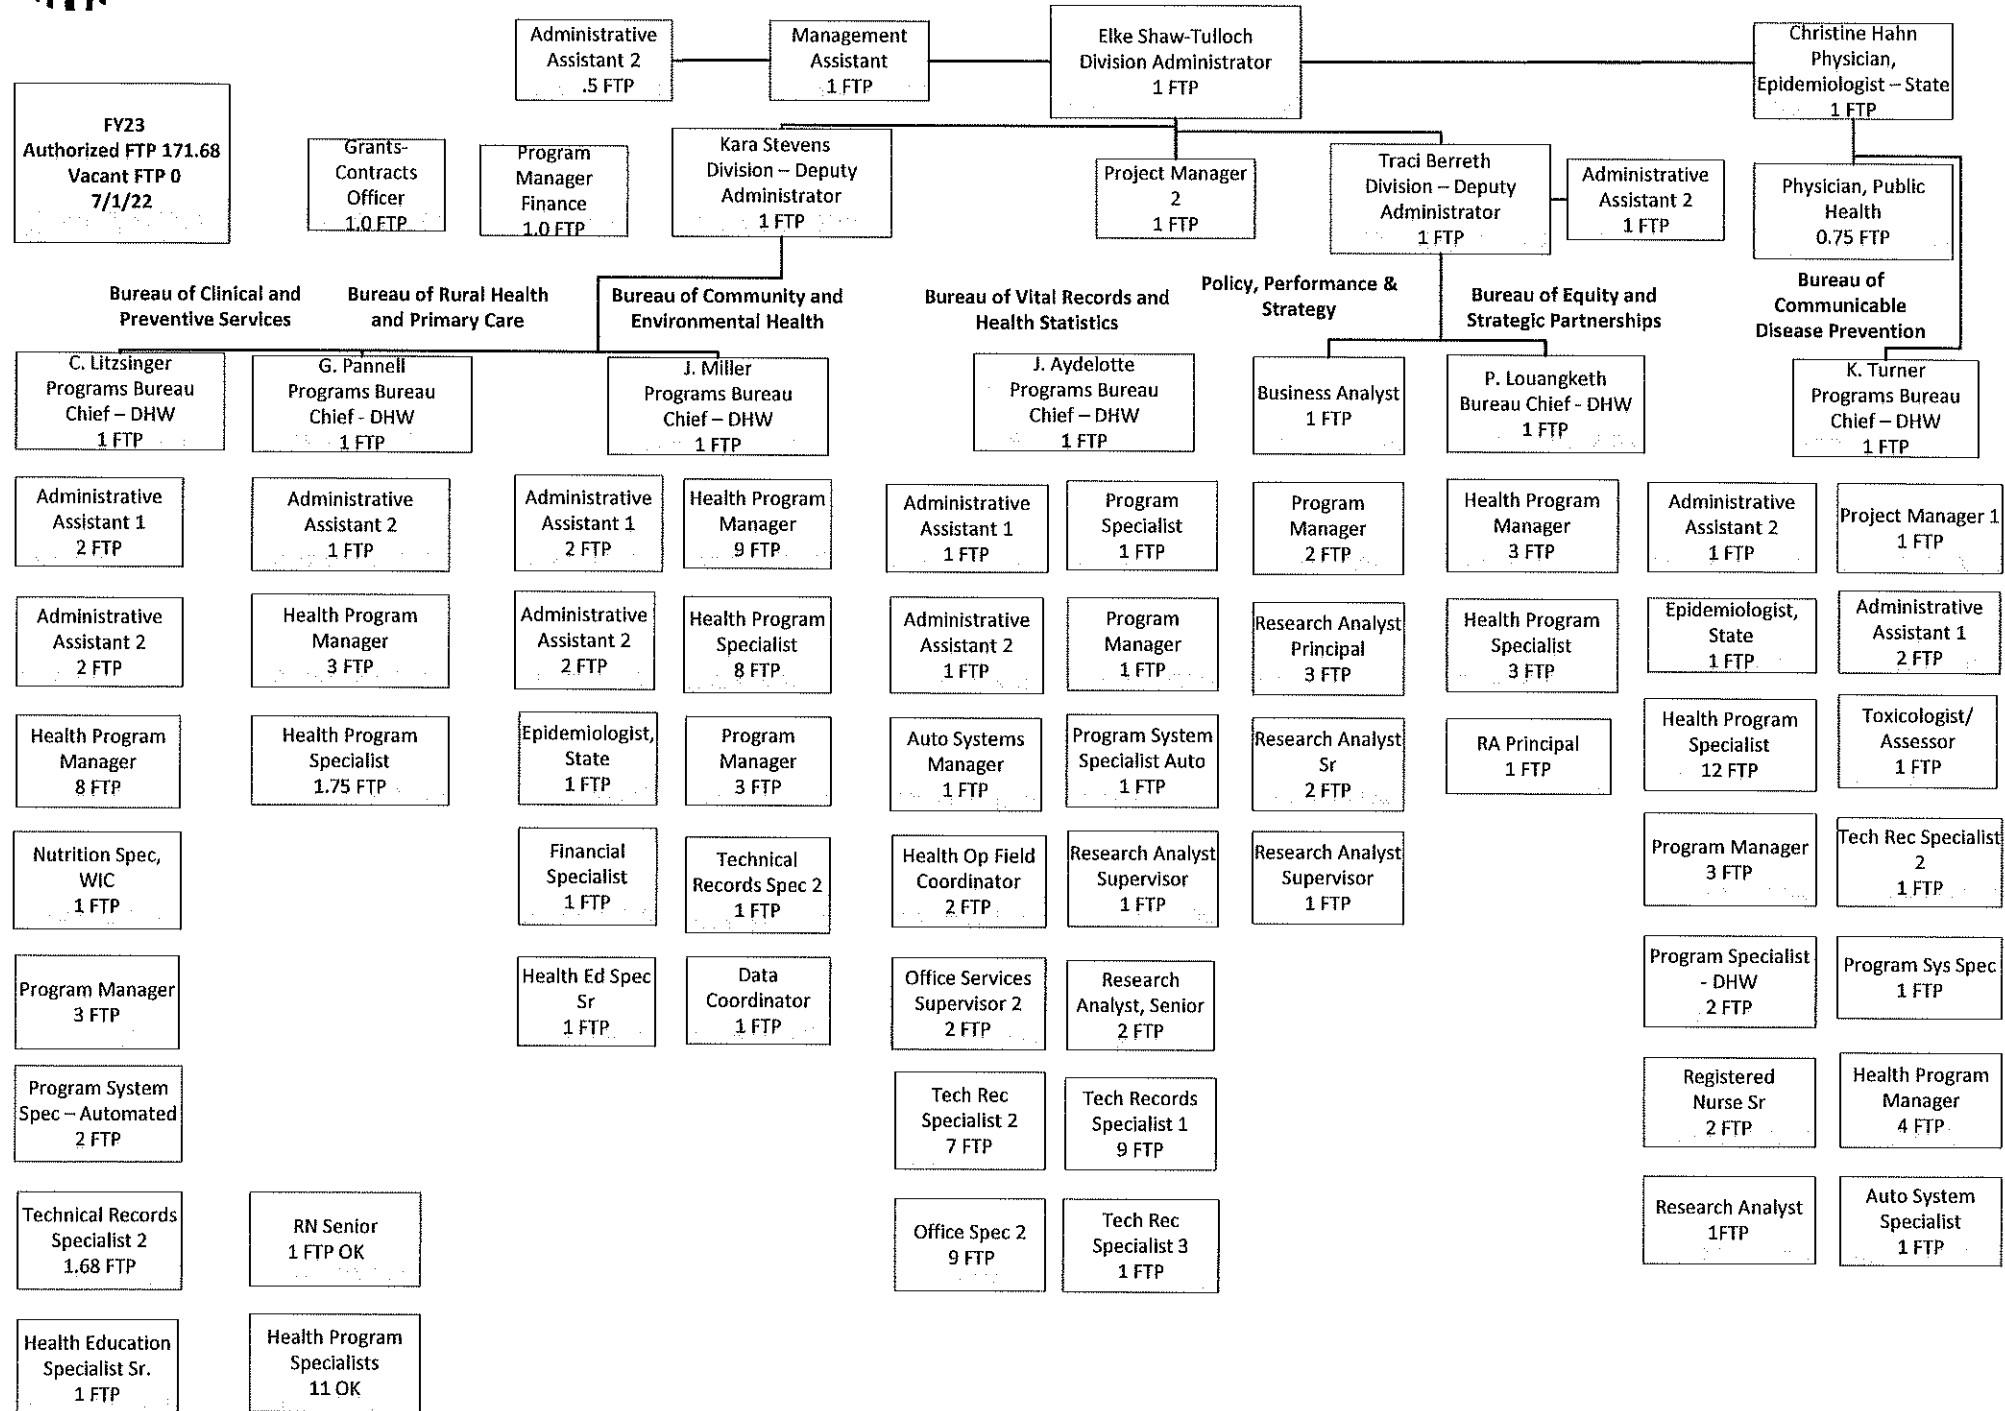 Administrative
Assistant 2
.5 FTP
Management
Assistant
1 FTP
Elke Shaw-Tulloch
Division Administrator
1 FTP
Christine Hahn
Physician,
Epidemiologist – State
1 FTP
FY23
Authorized FTP 171.68
Vacant FTP 0
7/1/22
Grants-
Contracts
Officer
1.0 FTP
Program
Manager
Finance
1.0 FTP
Kara Stevens
Division – Deputy
Administrator
1 FTP
Project Manager
2
1 FTP
Traci Berreth
Division – Deputy
Administrator
1 FTP
Administrative
Assistant 2
1 FTP
Physician, Public
Health
0.75 FTP
Bureau of Clinical and
Preventive Services
Bureau of Rural Health
and Primary Care
Bureau of Community and
Environmental Health
Bureau of Vital Records and
Health Statistics
Policy, Performance &
Strategy
Bureau of Equity and
Strategic Partnerships
Bureau of
Communicable
Disease Prevention
C. Litzsinger
Programs Bureau
Chief – DHW
1 FTP
G. Pannell
Programs Bureau
Chief - DHW
1 FTP
J. Miller
Programs Bureau
Chief – DHW
1 FTP
J. Aydelotte
Programs Bureau
Chief – DHW
1 FTP
Business Analyst
1 FTP
P. Louangketh
Bureau Chief - DHW
1 FTP
K. Turner
Programs Bureau
Chief – DHW
1 FTP
Administrative
Assistant 1
2 FTP
Administrative
Assistant 2
1 FTP
Administrative
Assistant 1
2 FTP
Health Program
Manager
9 FTP
Administrative
Assistant 1
1 FTP
Program
Specialist
1 FTP
Program
Manager
2 FTP
Health Program
Manager
3 FTP
Administrative
Assistant 2
1 FTP
Project Manager 1
1 FTP
Administrative
Assistant 2
2 FTP
Health Program
Manager
3 FTP
Administrative
Assistant 2
2 FTP
Health Program
Specialist
8 FTP
Administrative
Assistant 2
1 FTP
Program
Manager
1 FTP
Research Analyst
Principal
3 FTP
Health Program
Specialist
3 FTP
Epidemiologist,
State
1 FTP
Administrative
Assistant 1
2 FTP
Health Program
Manager
8 FTP
Health Program
Specialist
1.75 FTP
Epidemiologist,
State
1 FTP
Program
Manager
3 FTP
Auto Systems
Manager
1 FTP
Program System
Specialist Auto
1 FTP
Research Analyst
Sr
2 FTP
RA Principal
1 FTP
Health Program
Specialist
12 FTP
Toxicologist/
Assessor
1 FTP
Nutrition Spec,
WIC
1 FTP
Financial
Specialist
1 FTP
Technical
Records Spec 2
1 FTP
Health Op Field
Coordinator
2 FTP
Research Analyst
Supervisor
1 FTP
Research Analyst
Supervisor
1 FTP
Program Manager
3 FTP
Tech Rec Specialist
2
1 FTP
Program Manager
3 FTP
Health Ed Spec
Sr
1 FTP
Data
Coordinator
1 FTP
Office Services
Supervisor 2
2 FTP
Research
Analyst, Senior
2 FTP
Program Specialist
- DHW
2 FTP
Program Sys Spec
1 FTP
Program System
Spec – Automated
2 FTP
Tech Rec
Specialist 2
7 FTP
Tech Records
Specialist 1
9 FTP
Registered
Nurse Sr
2 FTP
Health Program
Manager
4 FTP
Technical Records
Specialist 2
1.68 FTP
RN Senior
1 FTP OK
Office Spec 2
9 FTP
Tech Rec
Specialist 3
1 FTP
Research Analyst
1FTP
Auto System
Specialist
1 FTP
Health Education
Specialist Sr.
1 FTP
Health Program
Specialists
11 OK